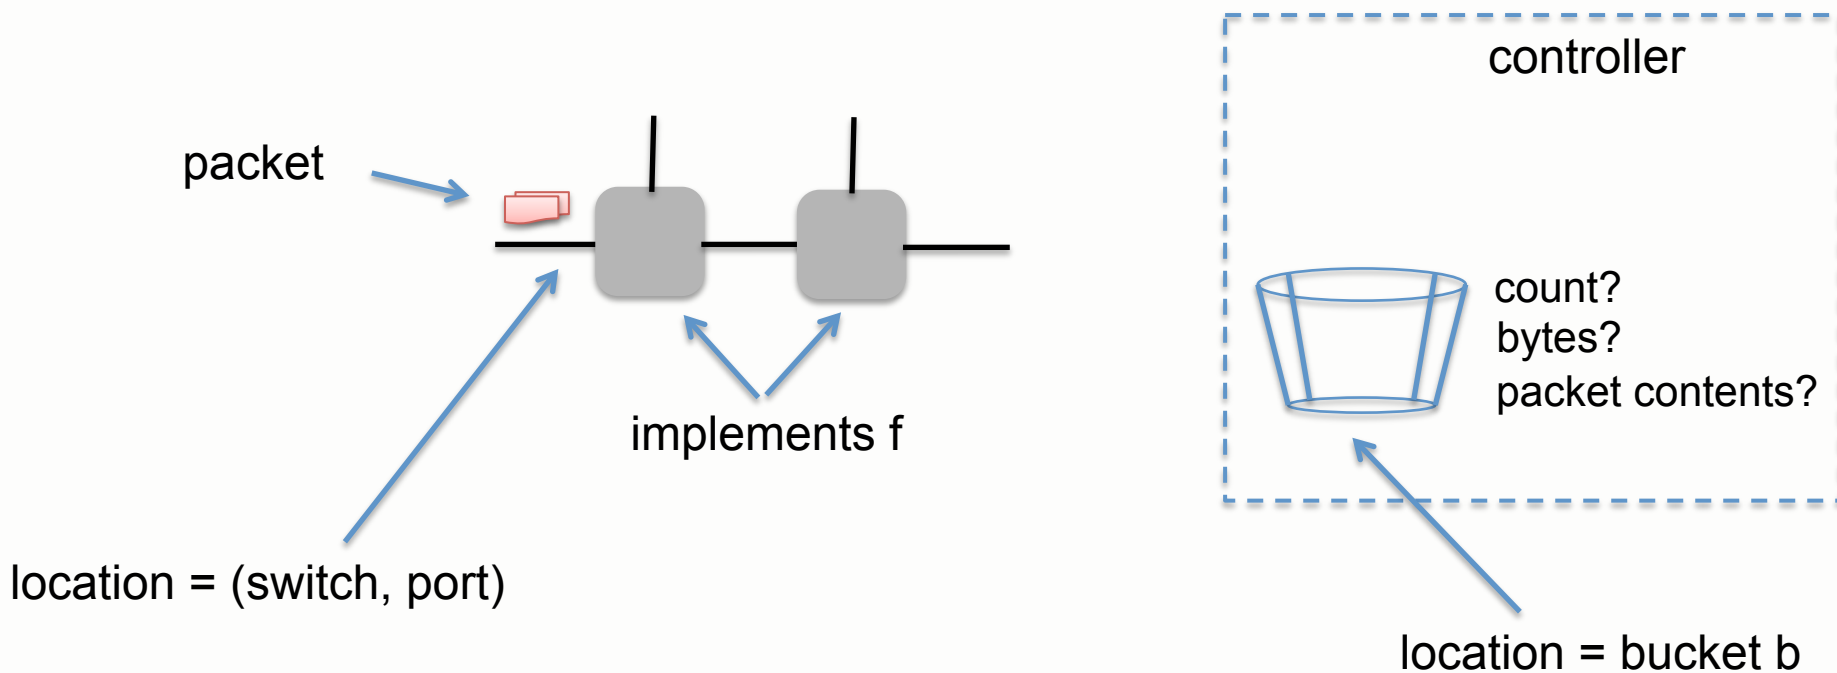 controller
packet
count?
bytes?
packet contents?
implements f
location = (switch, port)
location = bucket b